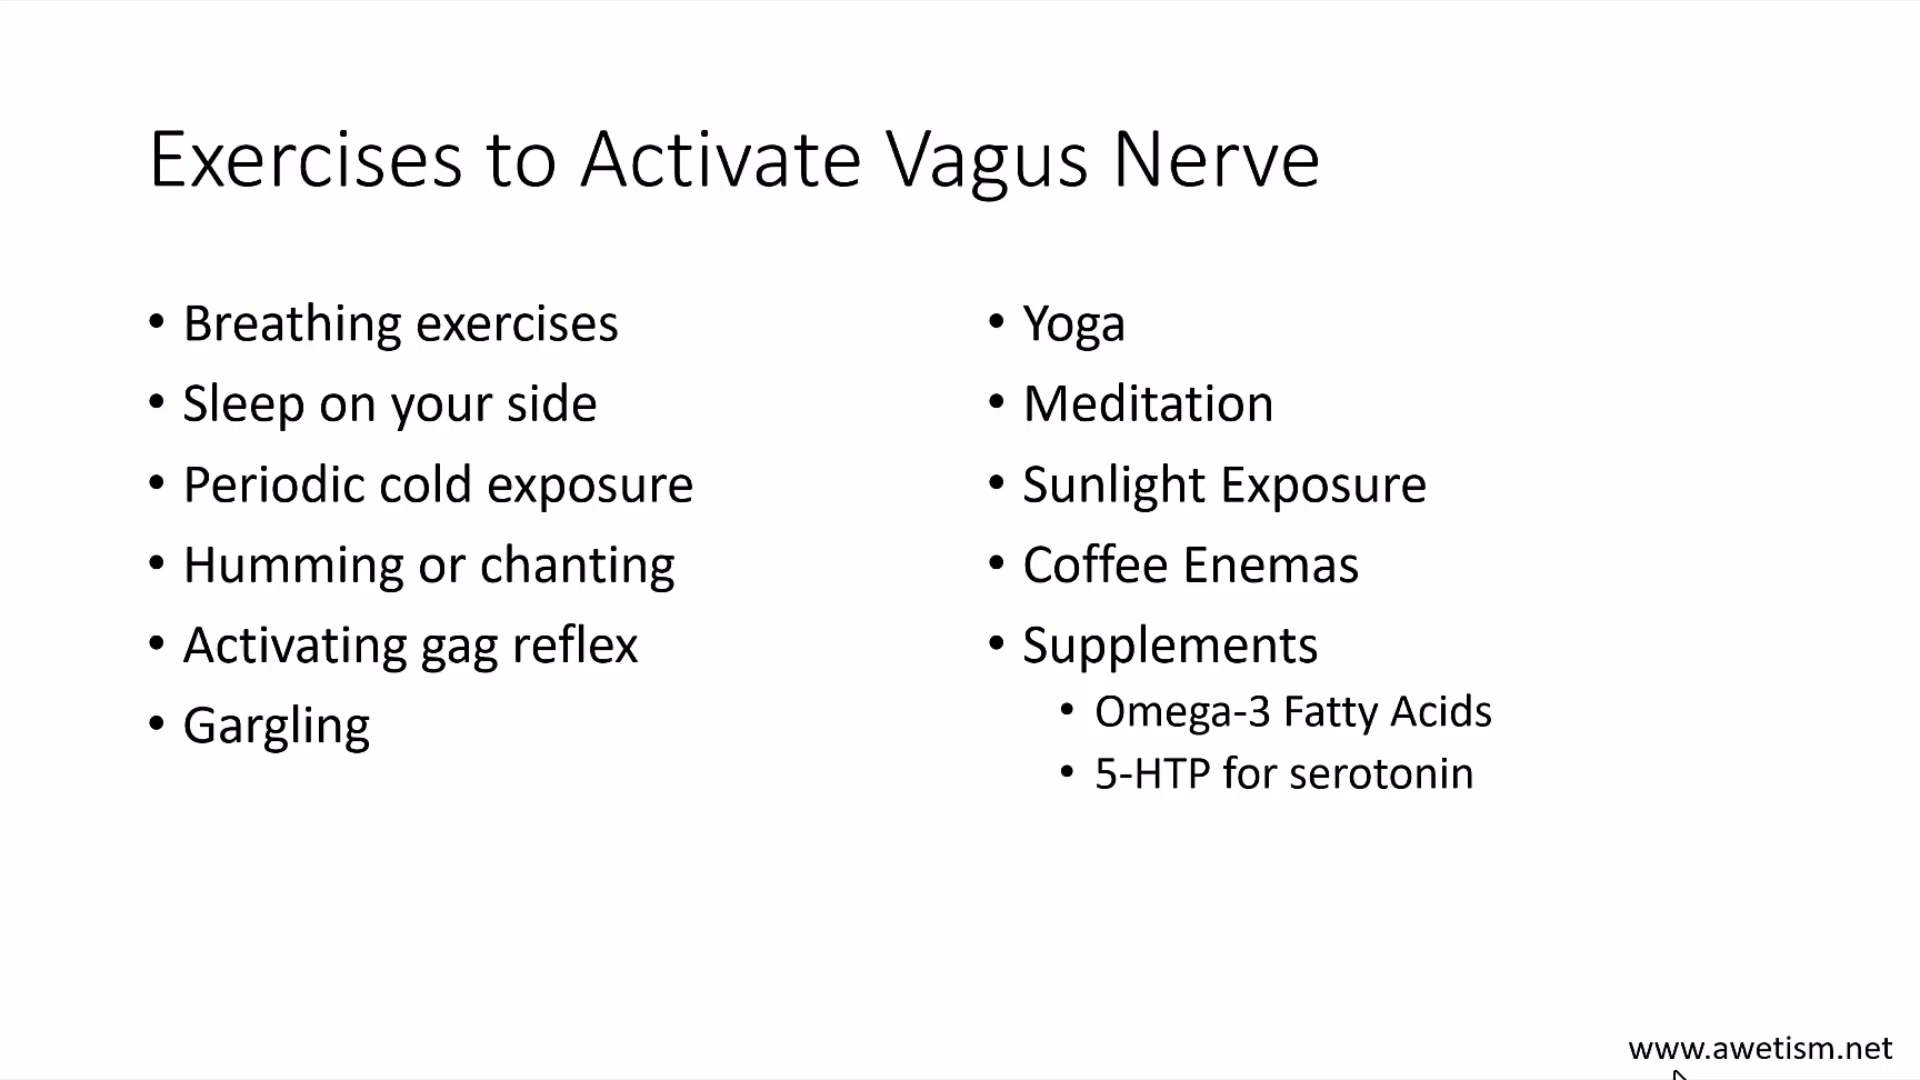 Exercises to Activate Vagus Nerve
• Breathing exercises
• Sleep on your side
• Periodic cold exposure
• Humming or chanting
• Activating gag reflex
• Gargling
• Yoga
• Meditation
• Sunlight Exposure
• Coffee Enemas
• Supplements
• Omega-3 Fatty Acids
• 5-HTP for serotonin
www.awetism.net